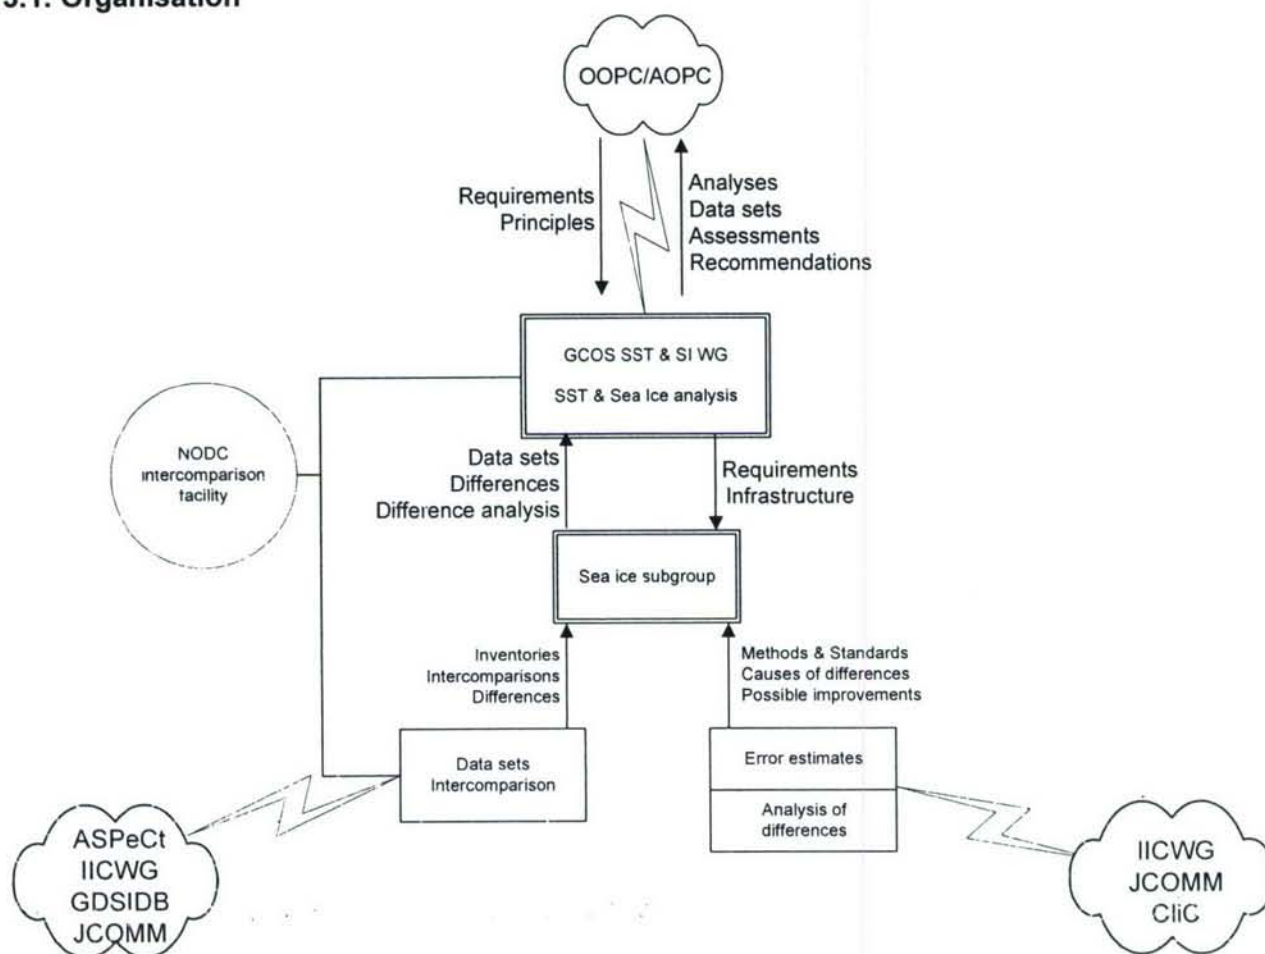 3.1. Organisation
OOPC/AOPC
Requirements
Principles
Analyses
Data sets
Assessments
Recommendations
GCOS SST & SI WG
SST & Sea Ice analysis
NODC
intercomparison
facility
Data sets
Differences
Difference analysis
Requirements
Infrastructure
Sea ice subgroup
Inventories
Intercomparisons
Differences
Methods & Standards
Causes of differences
Possible improvements
Data sets
Intercomparison
Error estimates
Analysis of
differences
ASPeCt
IICWG
GDSIDB
JCOMM
IICWG
JCOMM
CliC